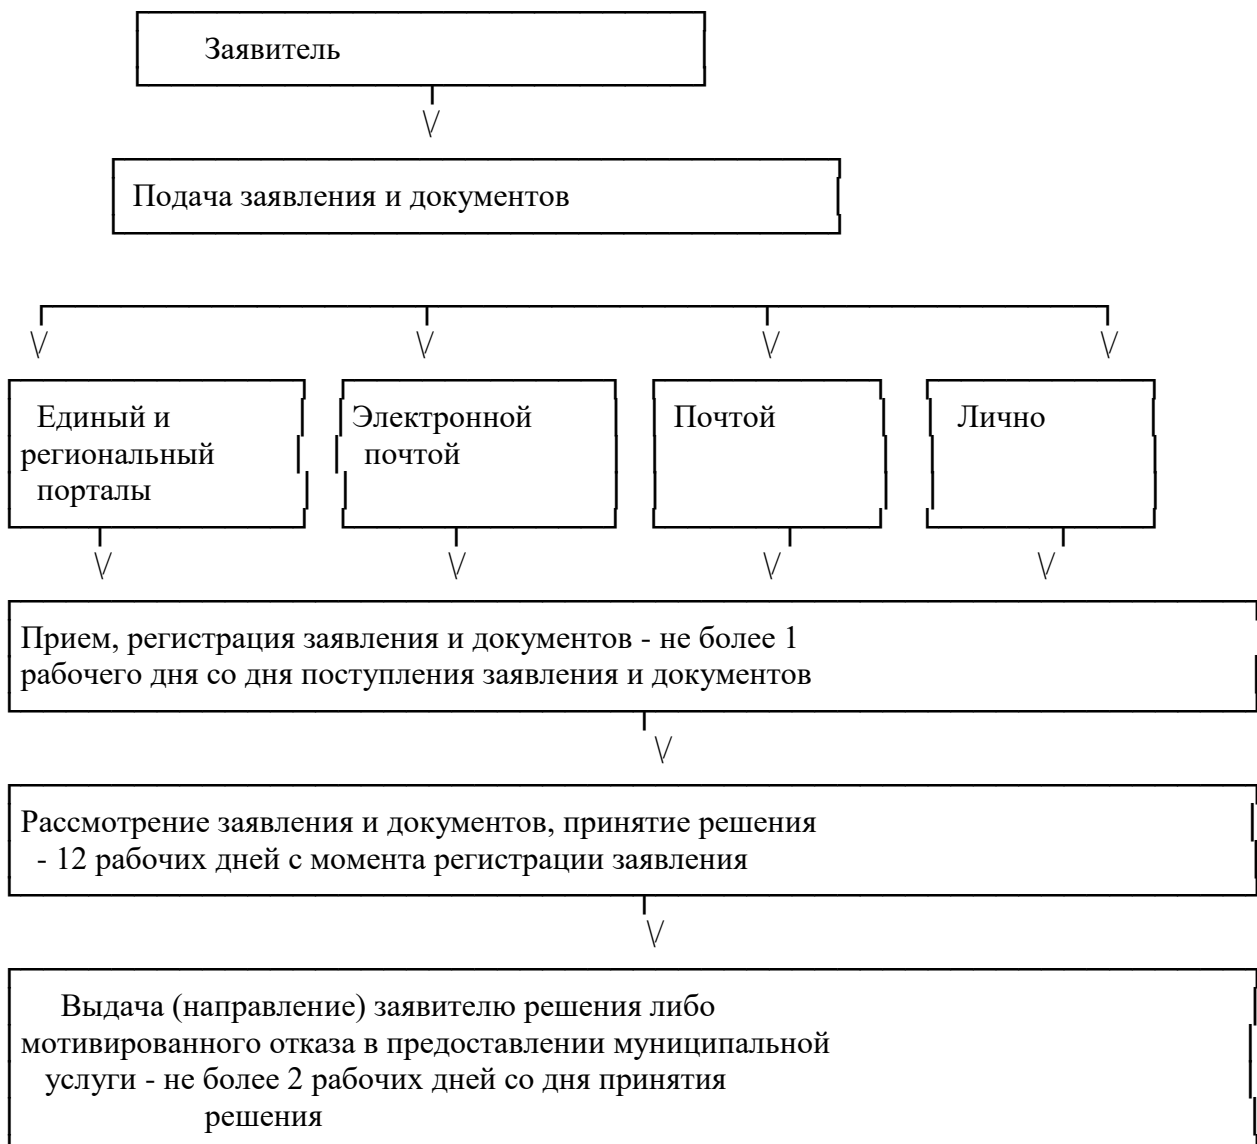 Заявитель
Подача заявления и документов
Единый и
региональный
порталы
Электронной
почтой
Почтой
Лично
Прием, регистрация заявления и документов - не более 1
рабочего дня со дня поступления заявления и документов
Рассмотрение заявления и документов, принятие решения
- 12 рабочих дней с момента регистрации заявления
Выдача (направление) заявителю решения либо
мотивированного отказа в предоставлении муниципальной
услуги - не более 2 рабочих дней со дня принятия
решения